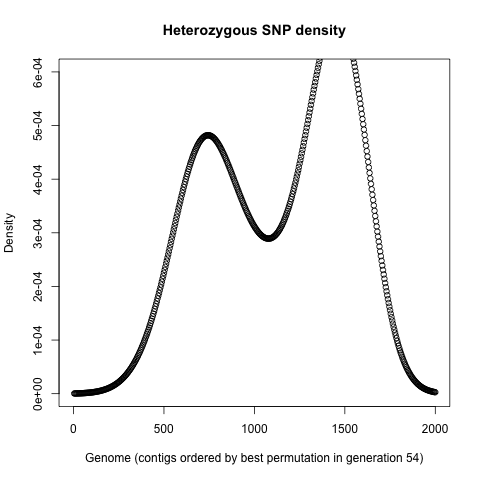 Heterozygous SNP density
Density
6e-04
5e-04
4e-04
3e-04
2e-04
1e-04
0e+00
0 500 1000 1500 2000
Genome (contigs ordered by best permutation in generation 54)